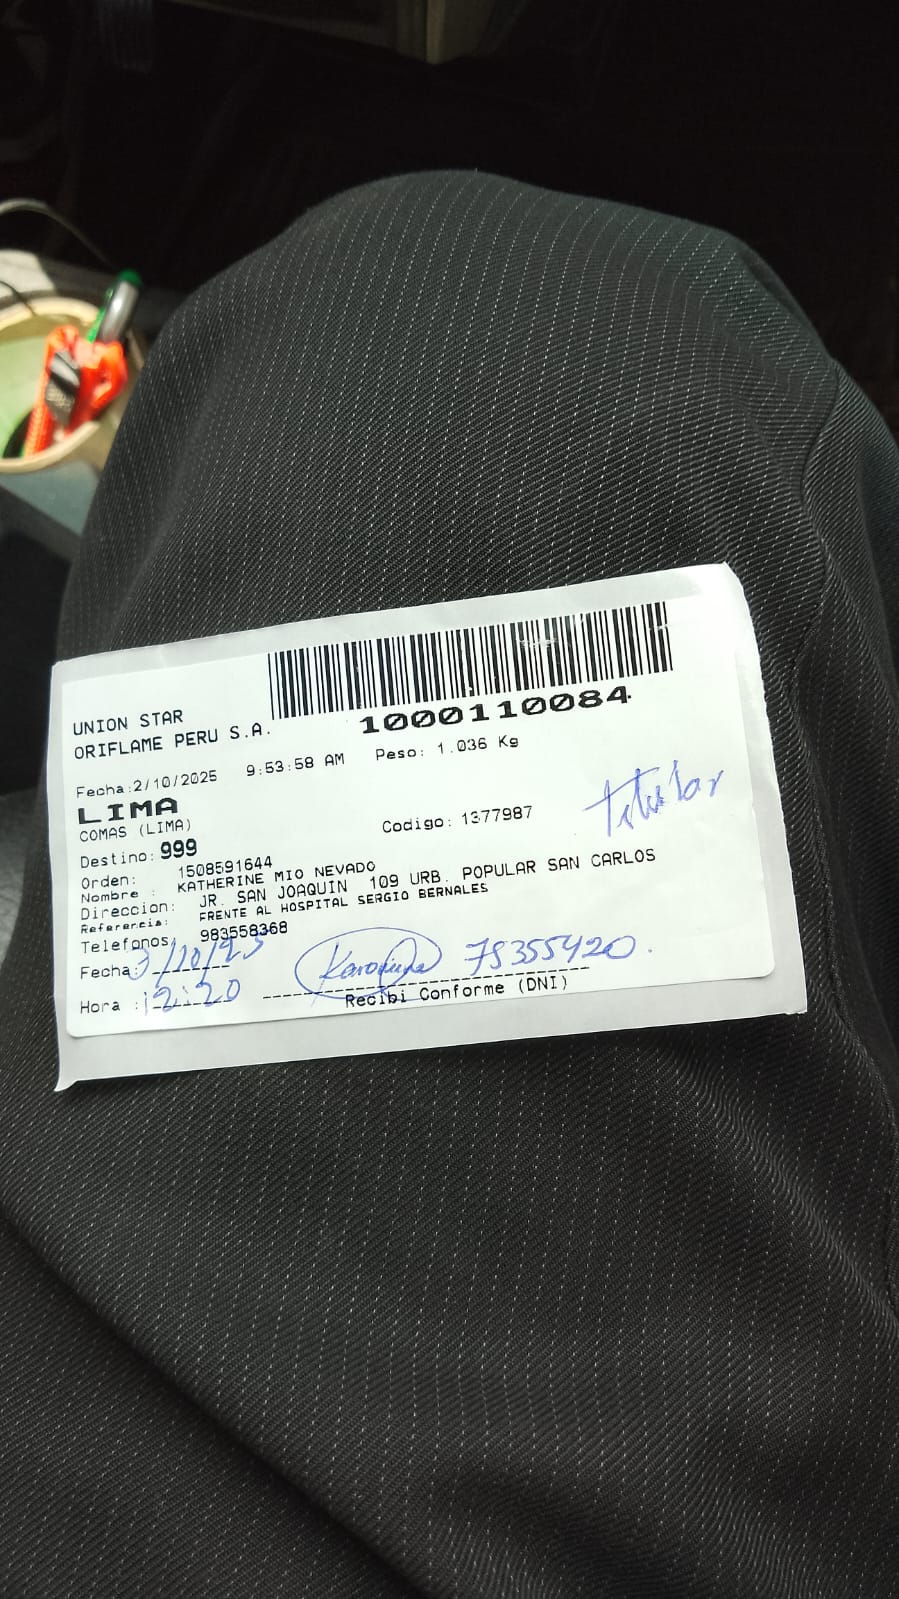 1000110084
UNION STAR
ORIFLAME PERU S.A.
Fecha:2/10/2025 9:53:58 AM Peso: 1.036 Kg
LIMA
COMAS (LIMA)
Codigo: 1377987
Titular
Destino: 999
Orden: 1508591644
Nombre : KATHERINE MIO NEVADO
Direccion: JR. SAN JOAQUIN 109 URB. POPULAR SAN CARLOS
Referencia: FRENTE AL HOSPITAL SERGIO BERNALES
Telefonos: 983558368
Fecha: 3/10/25
75355420.
Hora : 12:20
Recibi Conforme (DNI)